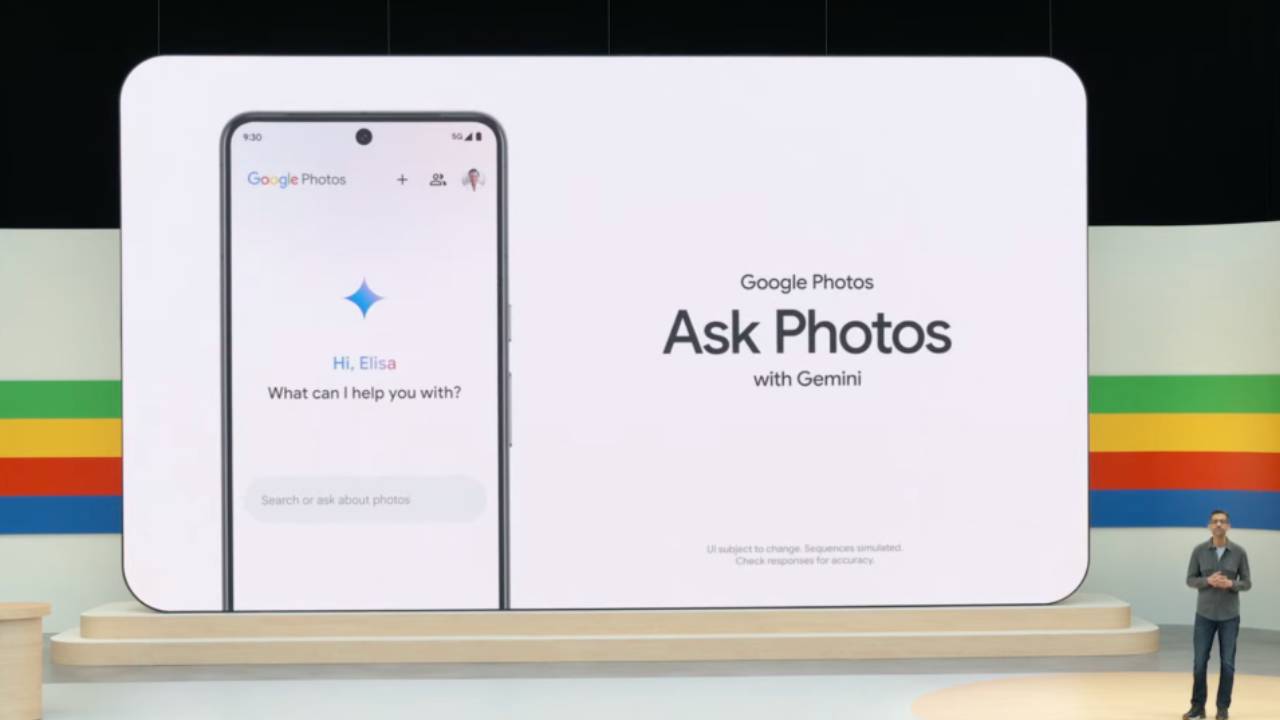 9:30
5G
Google Photos
Hi, Elisa
What can I help you with?
Search or ask about photos
Google Photos
Ask Photos
with Gemini
UI subject to change. Sequences simulated.
Check responses for accuracy.